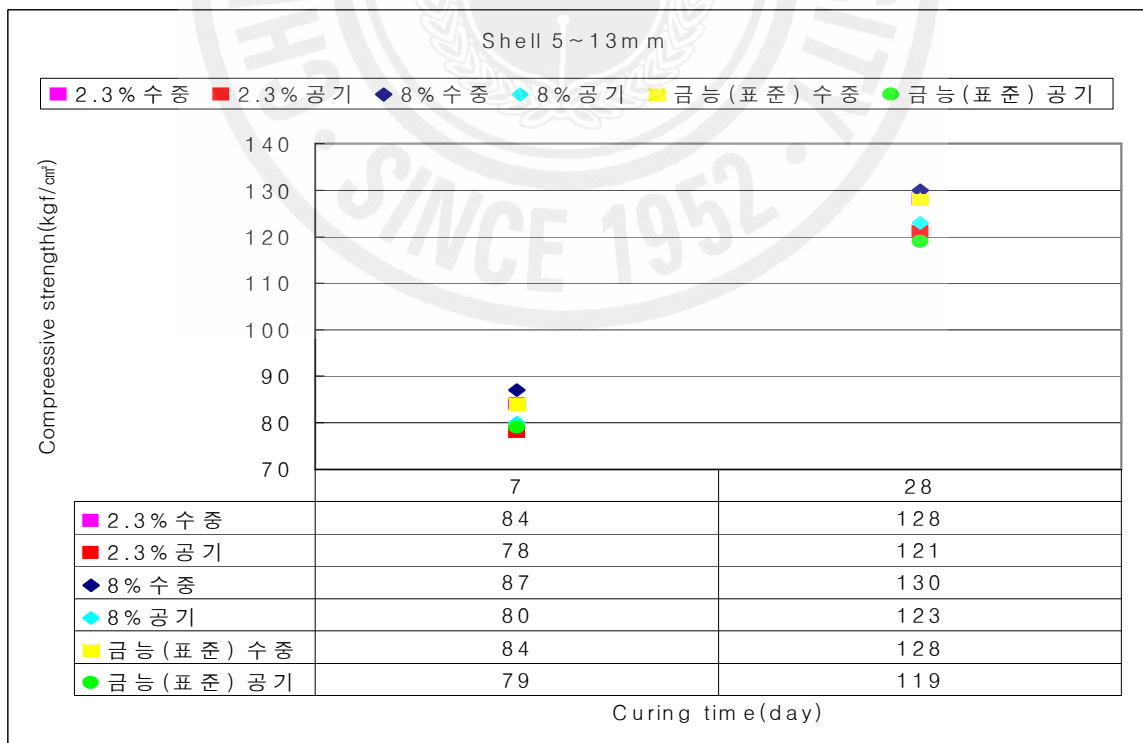 Shell 5~13mm
2.3%수중 2.3%공기 8%수중 8%공기 금능(표준)수중 금능(표준)공기
Compreessive strength(kgf/㎠)
140
130
120
110
100
90
80
70
7 28
2.3%수중 84 128
2.3%공기 78 121
8%수중 87 130
8%공기 80 123
금능(표준)수중 84 128
금능(표준)공기 79 119
Curing time(day)
SINCE 1952